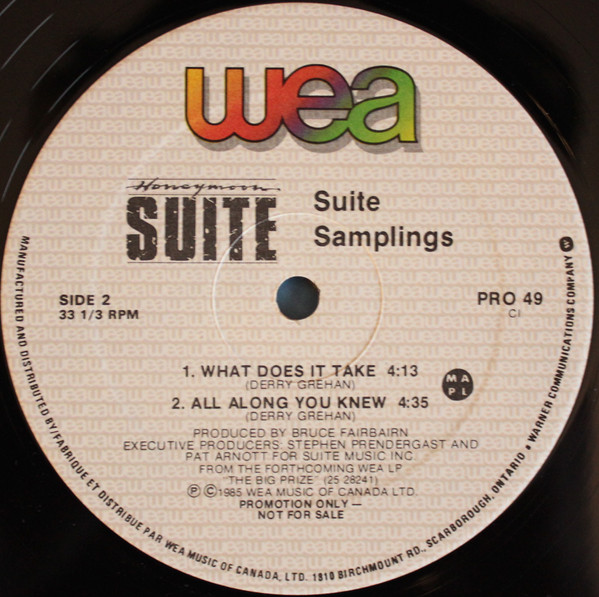 wea
Honeymoon
SUITE
Suite
Samplings
SIDE 2
33 1/3 RPM
PRO 49
CI
1. WHAT DOES IT TAKE 4:13
(DERRY GREHAN)
2. ALL ALONG YOU KNEW 4:35
(DERRY GREHAN)
M A
P L
PRODUCED BY BRUCE FAIRBAIRN
EXECUTIVE PRODUCERS: STEPHEN PRENDERGAST AND
PAT ARNOTT FOR SUITE MUSIC INC.
FROM THE FORTHCOMING WEA LP
"THE BIG PRIZE" (25 28241)
Ⓟ ©1985 WEA MUSIC OF CANADA LTD.
PROMOTION ONLY —
NOT FOR SALE
MANUFACTURED AND DISTRIBUTED BY/FABRIQUE ET DISTRIBUE PAR WEA MUSIC OF CANADA, LTD. 1810 BIRCHMOUNT RD., SCARBOROUGH, ONTARIO • WARNER COMMUNICATIONS COMPANY